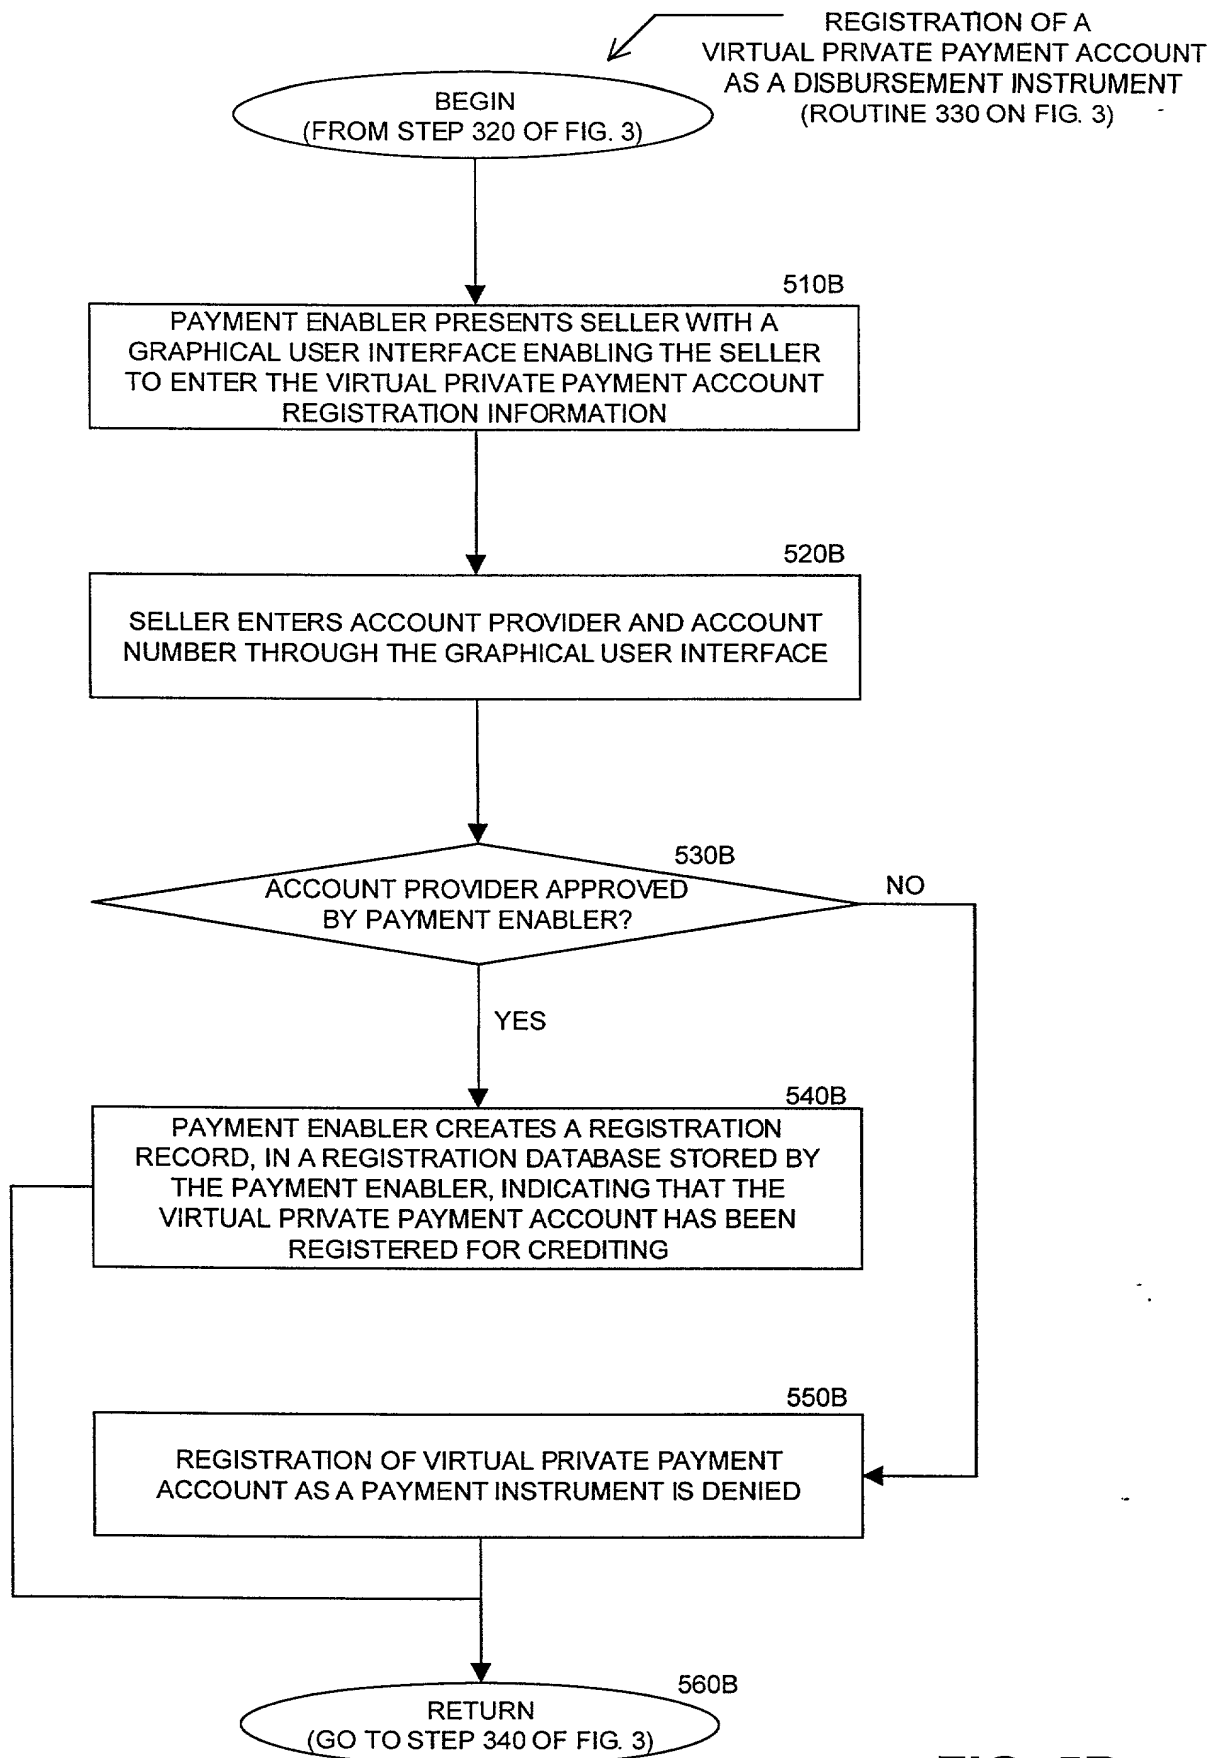 REGISTRATION OF A
VIRTUAL PRIVATE PAYMENT ACCOUNT
AS A DISBURSEMENT INSTRUMENT
(ROUTINE 330 ON FIG. 3)
BEGIN
(FROM STEP 320 OF FIG. 3)
510B
PAYMENT ENABLER PRESENTS SELLER WITH A
GRAPHICAL USER INTERFACE ENABLING THE SELLER
TO ENTER THE VIRTUAL PRIVATE PAYMENT ACCOUNT
REGISTRATION INFORMATION
520B
SELLER ENTERS ACCOUNT PROVIDER AND ACCOUNT
NUMBER THROUGH THE GRAPHICAL USER INTERFACE
530B
ACCOUNT PROVIDER APPROVED
BY PAYMENT ENABLER?
NO
YES
540B
PAYMENT ENABLER CREATES A REGISTRATION
RECORD, IN A REGISTRATION DATABASE STORED BY
THE PAYMENT ENABLER, INDICATING THAT THE
VIRTUAL PRIVATE PAYMENT ACCOUNT HAS BEEN
REGISTERED FOR CREDITING
550B
REGISTRATION OF VIRTUAL PRIVATE PAYMENT
ACCOUNT AS A PAYMENT INSTRUMENT IS DENIED
560B
RETURN
(GO TO STEP 340 OF FIG. 3)